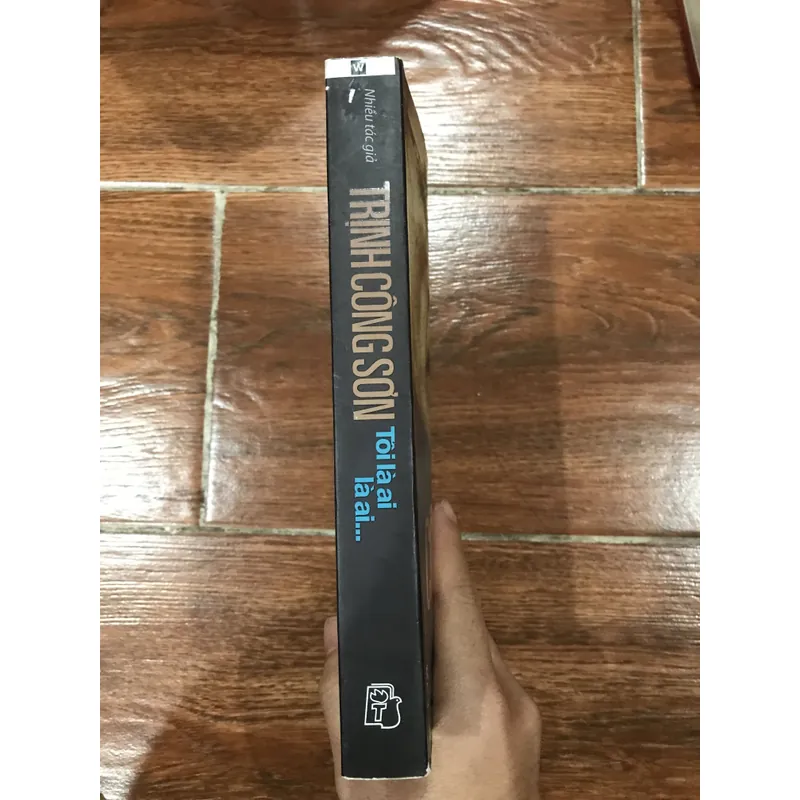 W
Nhiều tác giả
TRỊNH CÔNG SƠN
Tôi là ai
là ai...